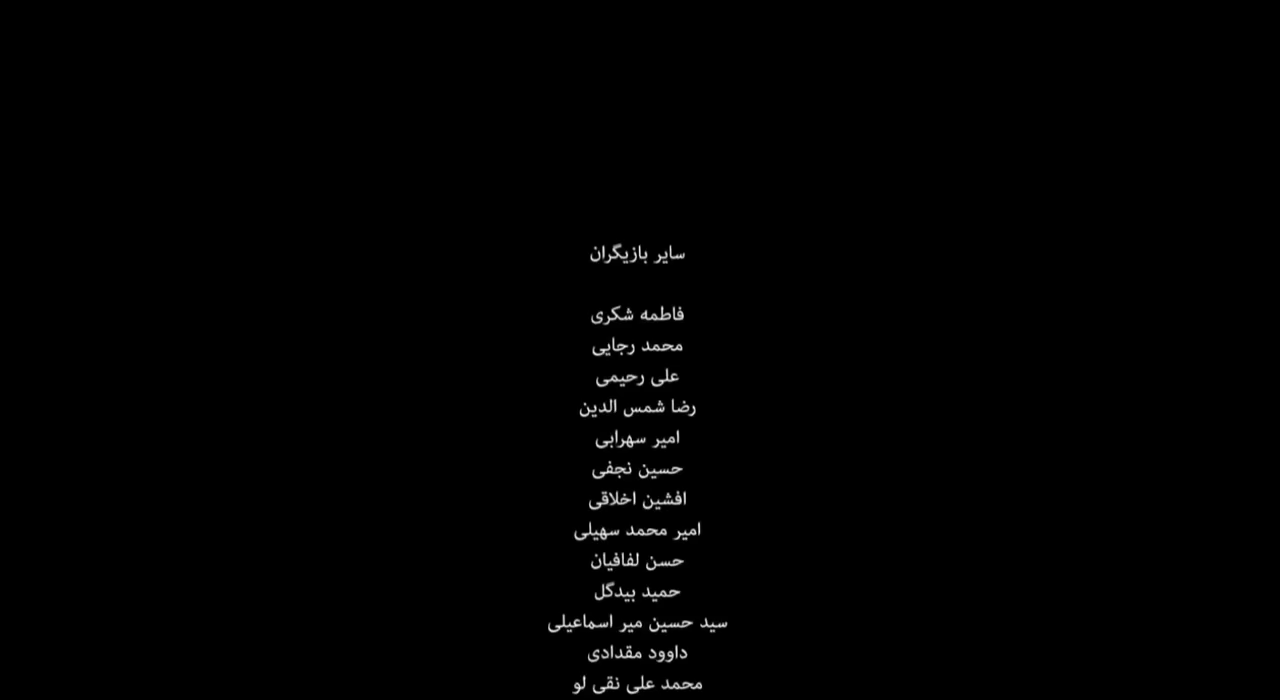 سایر بازیگران
فاطمه شکری
محمد رجایی
علی رحیمی
رضا شمس الدین
امیر سهرابی
حسین نجفی
افشین اخلاقی
امیر محمد سهیلی
حسن لفافیان
حمید بیدگل
سید حسین میر اسماعیلی
داوود مقدادی
محمد علی نقی لو